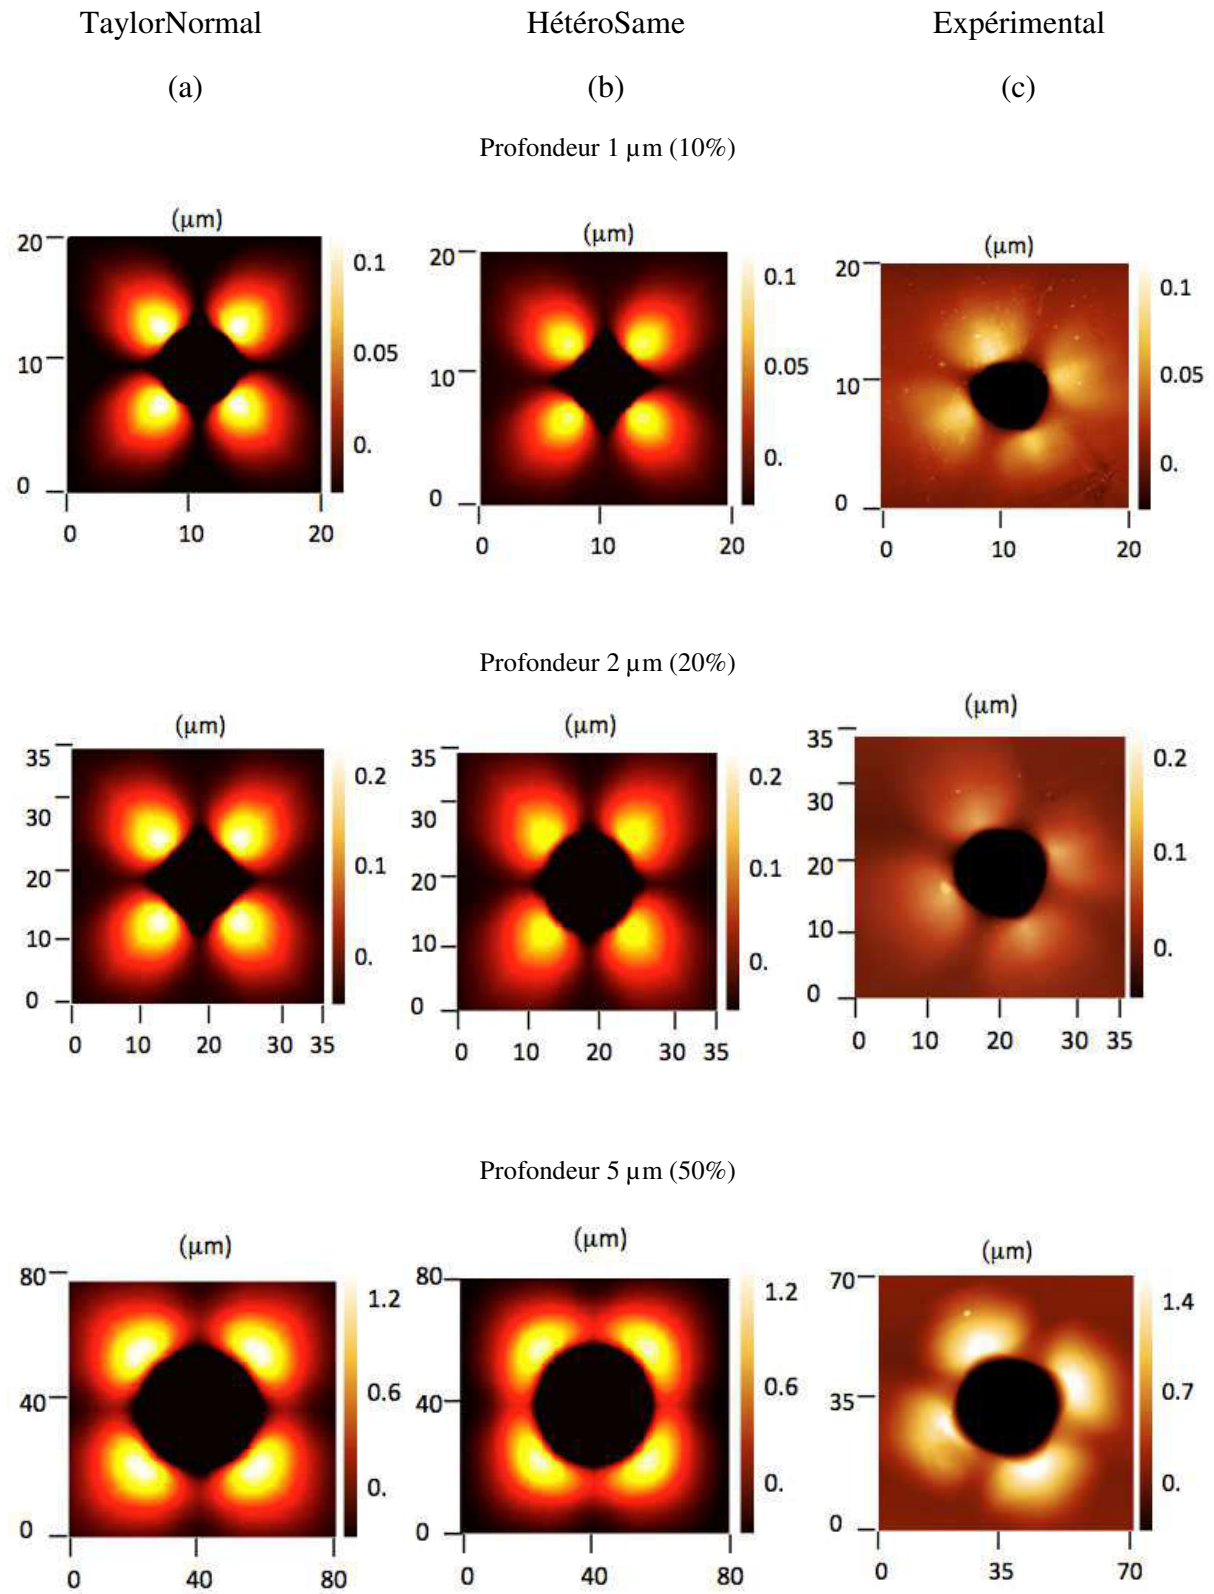 TaylorNormal HétéroSame Expérimental
(a) (b) (c)
Profondeur 1 µm (10%)
(µm) (µm) (µm)
20 0.1 20 0.1 20 0.1
10 0.05 10 0.05 10 0.05
0 0. 0 0. 0 0.
0 10 20 0 10 20 0 10 20
Profondeur 2 µm (20%)
(µm) (µm) (µm)
35 0.2 35 0.2 35 0.2
30 30 30
20 0.1 20 0.1 20 0.1
10 0. 10 0. 10 0.
0 0 0
0 10 20 30 35 0 10 20 30 35 0 10 20 30 35
Profondeur 5 µm (50%)
(µm) (µm) (µm)
80 1.2 80 1.2 70 1.4
40 0.6 40 0.6 35 0.7
0 0. 0 0. 0 0.
0 40 80 0 40 80 0 35 70